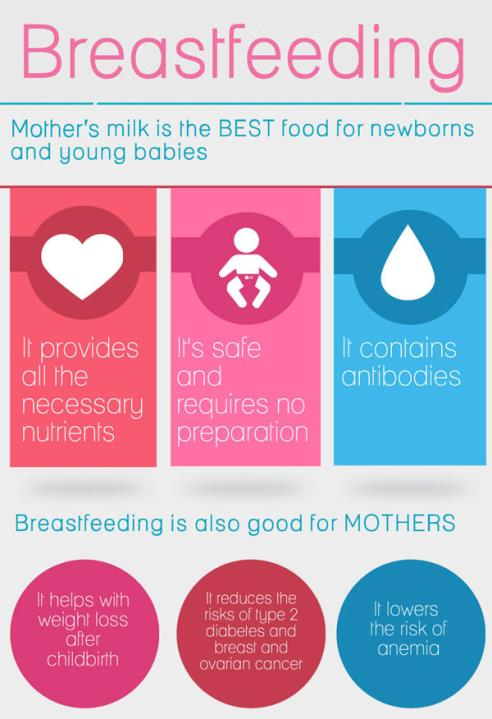 Breastfeeding
Mother's milk is the BEST food for newborns
and young babies
It provides
all the
necessary
nutrients
It's safe
and
requires no
preparation
It contains
antibodies
Breastfeeding is also good for MOTHERS
It helps with
weight loss
after
childbirth
It reduces the
risks of type 2
diabetes and
breast and
ovarian cancer
It lowers
the risk of
anemia